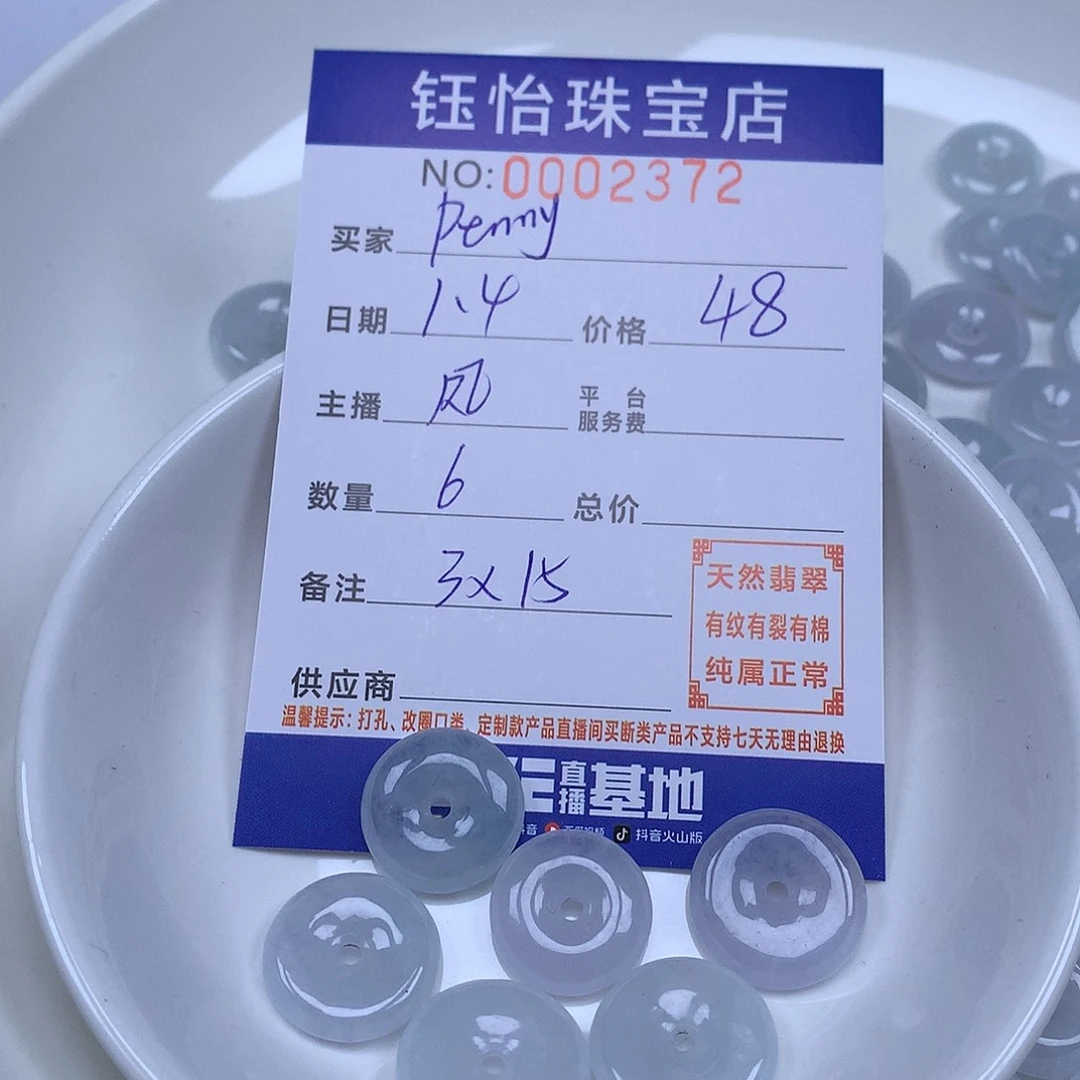 钰怡珠宝店
NO:0002372
买家 Penny
日期 1.4 价格 48
主播 凤 平台服务费
数量 6 总价
备注 3x15
天然翡翠
有纹有裂有棉
纯属正常
供应商
温馨提示：打孔、改圈口类、定制款产品直播间买断类产品不支持七天无理由退换
直播基地
抖音火山版